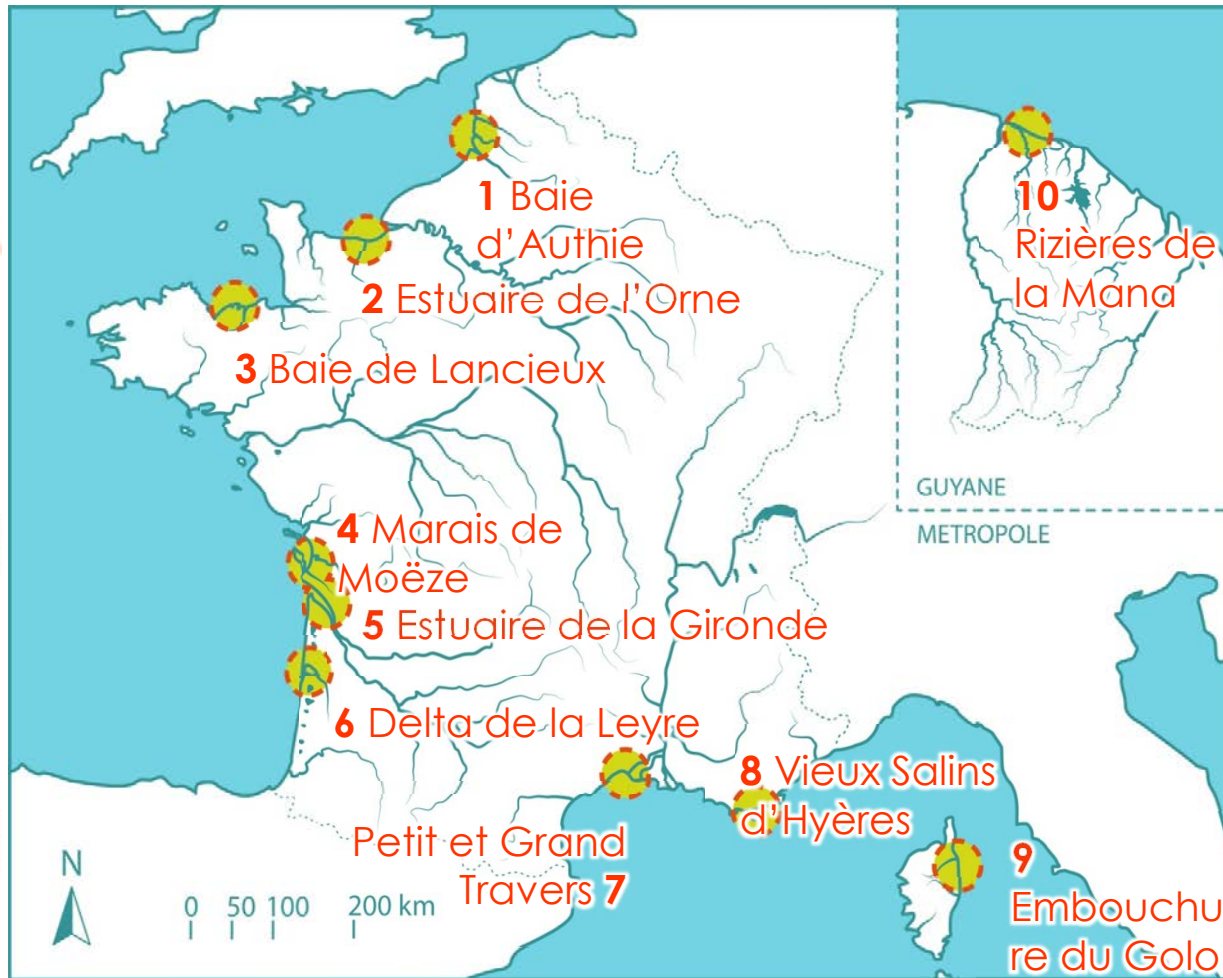 1 Baie
d'Authie
2 Estuaire de l'Orne
3 Baie de Lancieux
4 Marais de
Moëze
5 Estuaire de la Gironde
6 Delta de la Leyre
Petit et Grand
Travers 7
8 Vieux Salins
d'Hyères
9
Embouchu
re du Golo
10
Rizières de
la Mana
GUYANE
METROPOLE
N
0 50 100 200 km